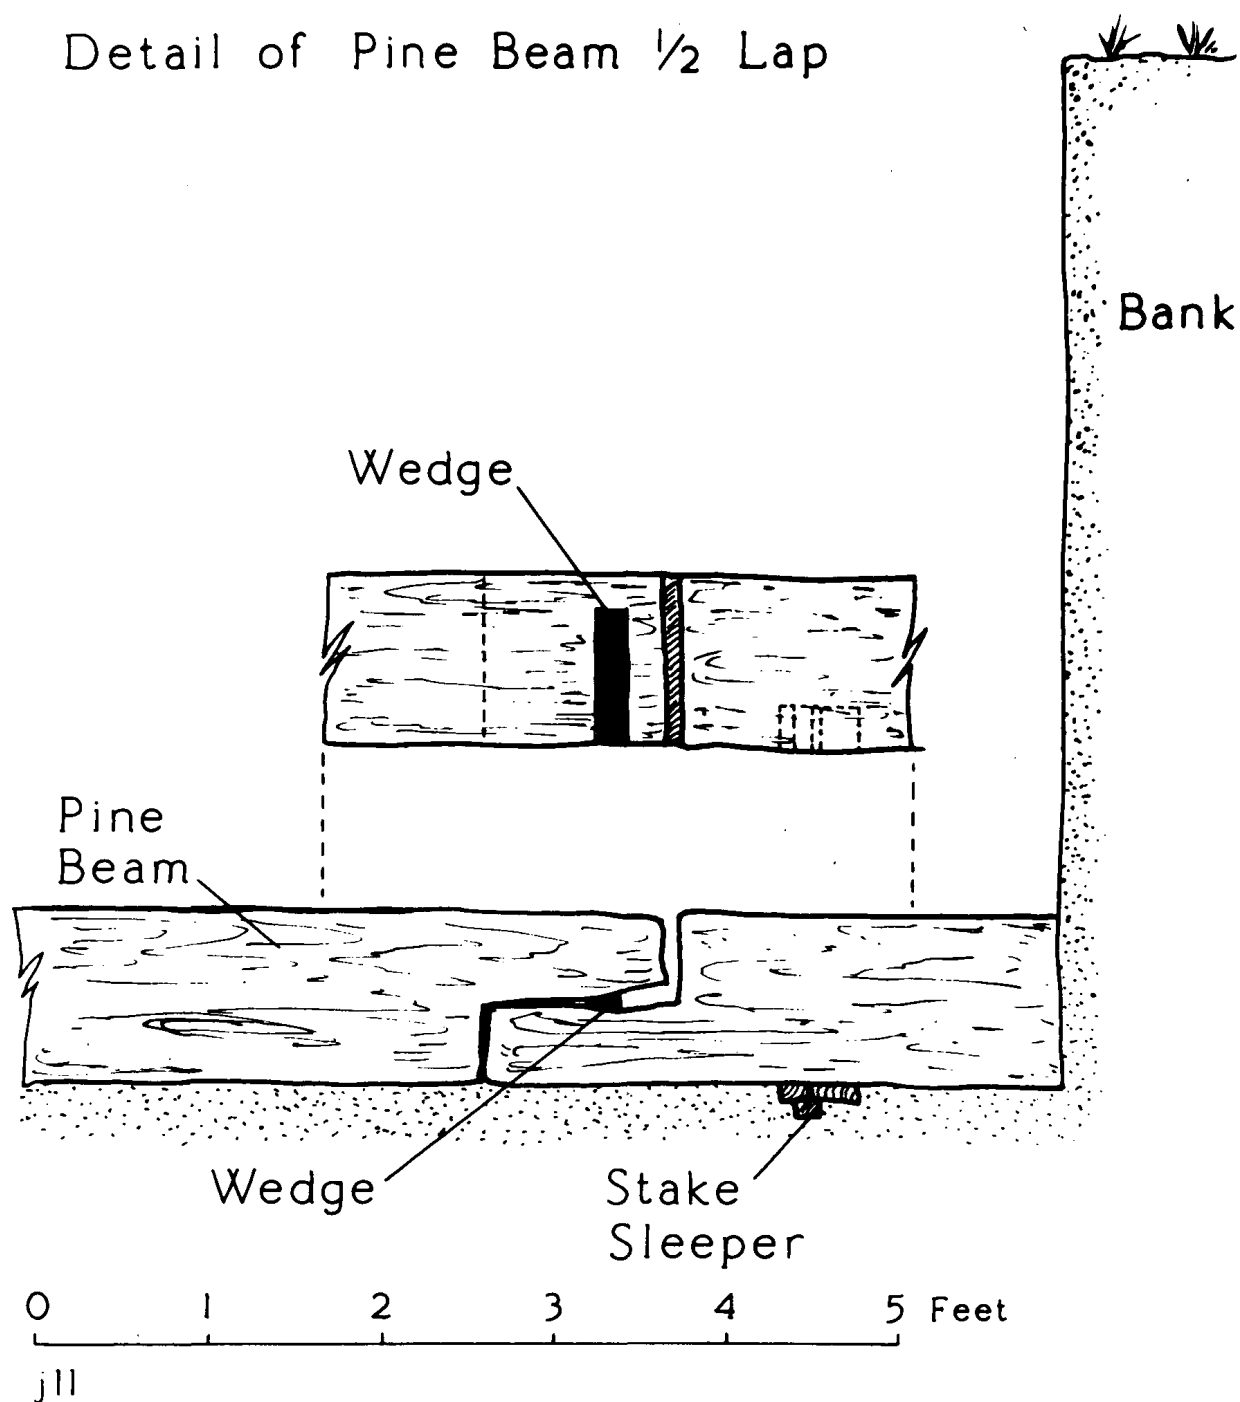 Detail of Pine Beam ½ Lap
Bank
Wedge
Pine
Beam
Wedge
Stake
Sleeper
0 1 2 3 4 5 Feet
j11